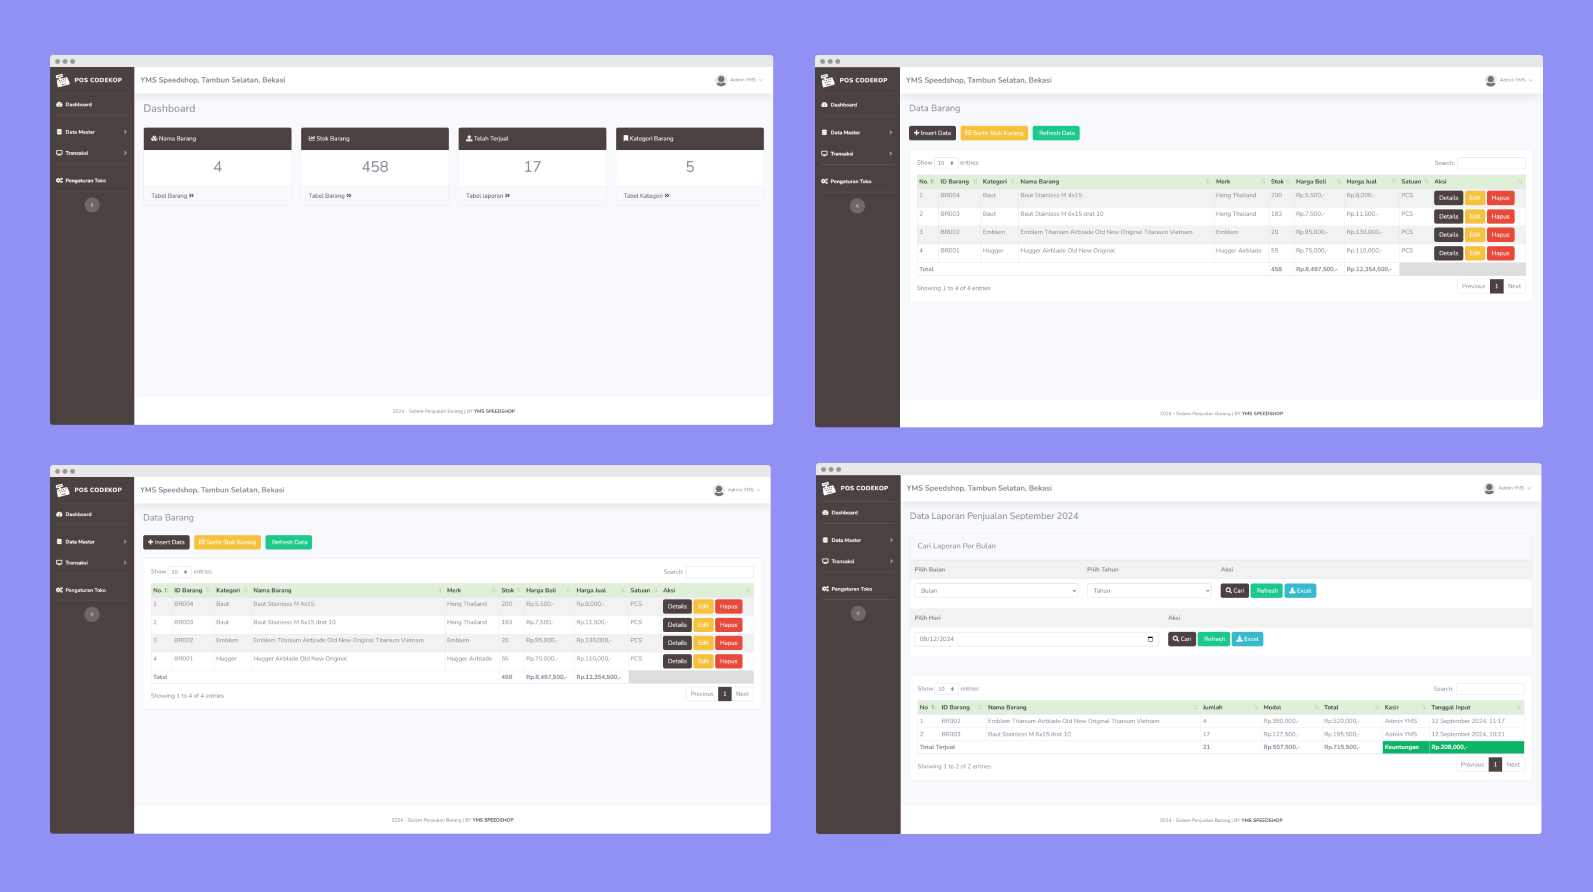 POS CODEKOP
YMS Speedshop, Tambun Selatan, Bekasi
Admin YMS
Dashboard
Data Master
Transaksi
Pengaturan Toko
Dashboard
Nama Barang
Stok Barang
Telah Terjual
Kategori Barang
4
458
17
5
Tabel Barang
Tabel Barang
Tabel laporan
Tabel Kategori
2024 - Sistem Penjualan Barang | BY YMS SPEEDSHOP
POS CODEKOP
YMS Speedshop, Tambun Selatan, Bekasi
Admin YMS
Dashboard
Data Master
Transaksi
Pengaturan Toko
Data Barang
Insert Data Sortir Stok Kurang Refresh Data
Show 10 entries Search:
No. ID Barang Kategori Nama Barang Merk Stok Harga Beli Harga Jual Satuan Aksi
1 BR004 Baut Baut Stainless M 4x15 Heng Thailand 200 Rp.5,500,- Rp.8,000,- PCS Details Edit Hapus
2 BR003 Baut Baut Stainless M 6x15 drat 10 Heng Thailand 183 Rp.7,500,- Rp.11,500,- PCS Details Edit Hapus
3 BR002 Emblem Emblem Titanium Airblade Old New Original Titanium Vietnam Emblem 20 Rp.95,000,- Rp.130,000,- PCS Details Edit Hapus
4 BR001 Hugger Hugger Airblade Old New Original Hugger Airblade 55 Rp.75,000,- Rp.110,000,- PCS Details Edit Hapus
Total 458 Rp.8,497,500,- Rp.12,354,500,-
Showing 1 to 4 of 4 entries Previous 1 Next
2024 - Sistem Penjualan Barang | BY YMS SPEEDSHOP
POS CODEKOP
YMS Speedshop, Tambun Selatan, Bekasi
Admin YMS
Dashboard
Data Master
Transaksi
Pengaturan Toko
Data Barang
Insert Data Sortir Stok Kurang Refresh Data
Show 10 entries Search:
No. ID Barang Kategori Nama Barang Merk Stok Harga Beli Harga Jual Satuan Aksi
1 BR004 Baut Baut Stainless M 4x15 Heng Thailand 200 Rp.5,500,- Rp.8,000,- PCS Details Edit Hapus
2 BR003 Baut Baut Stainless M 6x15 drat 10 Heng Thailand 183 Rp.7,500,- Rp.11,500,- PCS Details Edit Hapus
3 BR002 Emblem Emblem Titanium Airblade Old New Original Titanium Vietnam Emblem 20 Rp.95,000,- Rp.130,000,- PCS Details Edit Hapus
4 BR001 Hugger Hugger Airblade Old New Original Hugger Airblade 55 Rp.75,000,- Rp.110,000,- PCS Details Edit Hapus
Total 458 Rp.8,497,500,- Rp.12,354,500,-
Showing 1 to 4 of 4 entries Previous 1 Next
2024 - Sistem Penjualan Barang | BY YMS SPEEDSHOP
POS CODEKOP
YMS Speedshop, Tambun Selatan, Bekasi
Admin YMS
Dashboard
Data Master
Transaksi
Pengaturan Toko
Data Laporan Penjualan September 2024
Cari Laporan Per Bulan
Pilih Bulan Pilih Tahun Aksi
Bulan Tahun Cari Refresh Excel
Pilih Hari Aksi
09/12/2024 Cari Refresh Excel
Show 10 entries Search:
No ID Barang Nama Barang Jumlah Modal Total Kasir Tanggal Input
1 BR002 Emblem Titanium Airblade Old New Original Titanium Vietnam 4 Rp.380,000,- Rp.520,000,- Admin YMS 12 September 2024, 11:17
2 BR003 Baut Stainless M 6x15 drat 10 17 Rp.127,500,- Rp.195,500,- Admin YMS 12 September 2024, 10:21
Total Terjual 21 Rp.507,500,- Rp.715,500,- Keuntungan Rp.208,000,-
Showing 1 to 2 of 2 entries Previous 1 Next
2024 - Sistem Penjualan Barang | BY YMS SPEEDSHOP